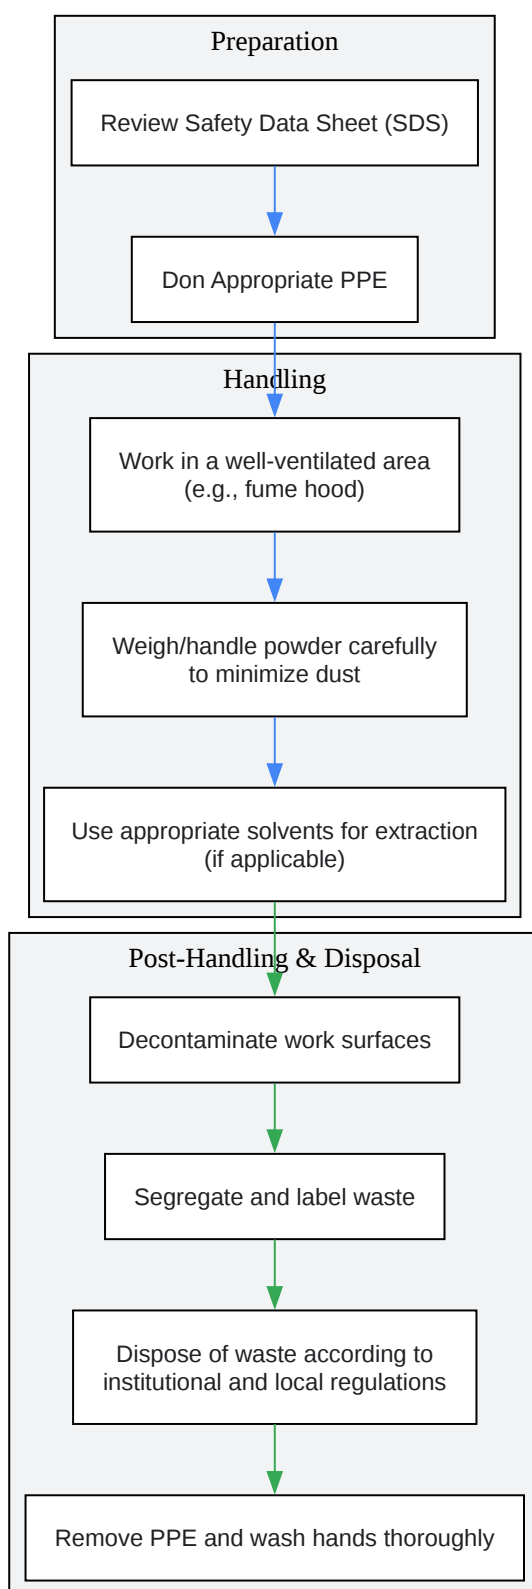 Preparation
Review Safety Data Sheet (SDS)
Don Appropriate PPE
Handling
Work in a well-ventilated area
(e.g., fume hood)
Weigh/handle powder carefully
to minimize dust
Use appropriate solvents for extraction
(if applicable)
Post-Handling & Disposal
Decontaminate work surfaces
Segregate and label waste
Dispose of waste according to
institutional and local regulations
Remove PPE and wash hands thoroughly